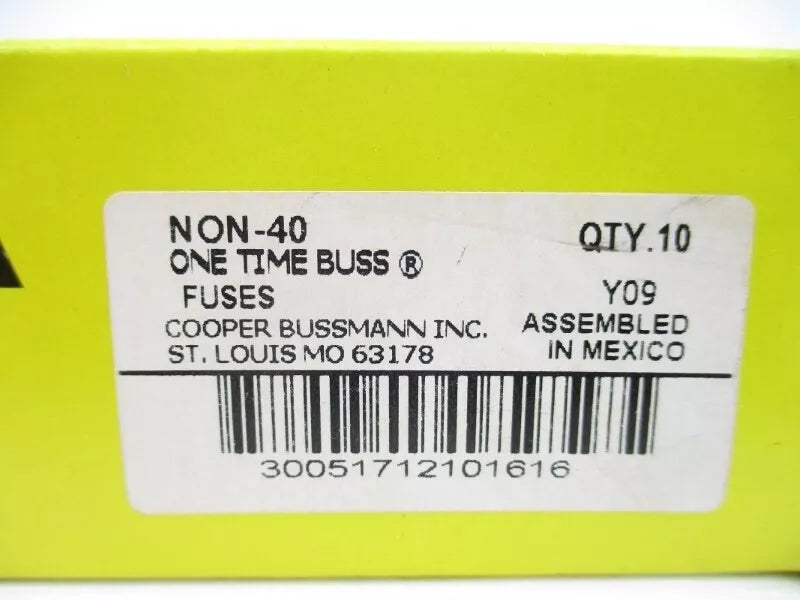 NON-40 QTY.10
ONE TIME BUSS ®
FUSES Y09
COOPER BUSSMANN INC. ASSEMBLED
ST. LOUIS MO 63178 IN MEXICO
30051712101616